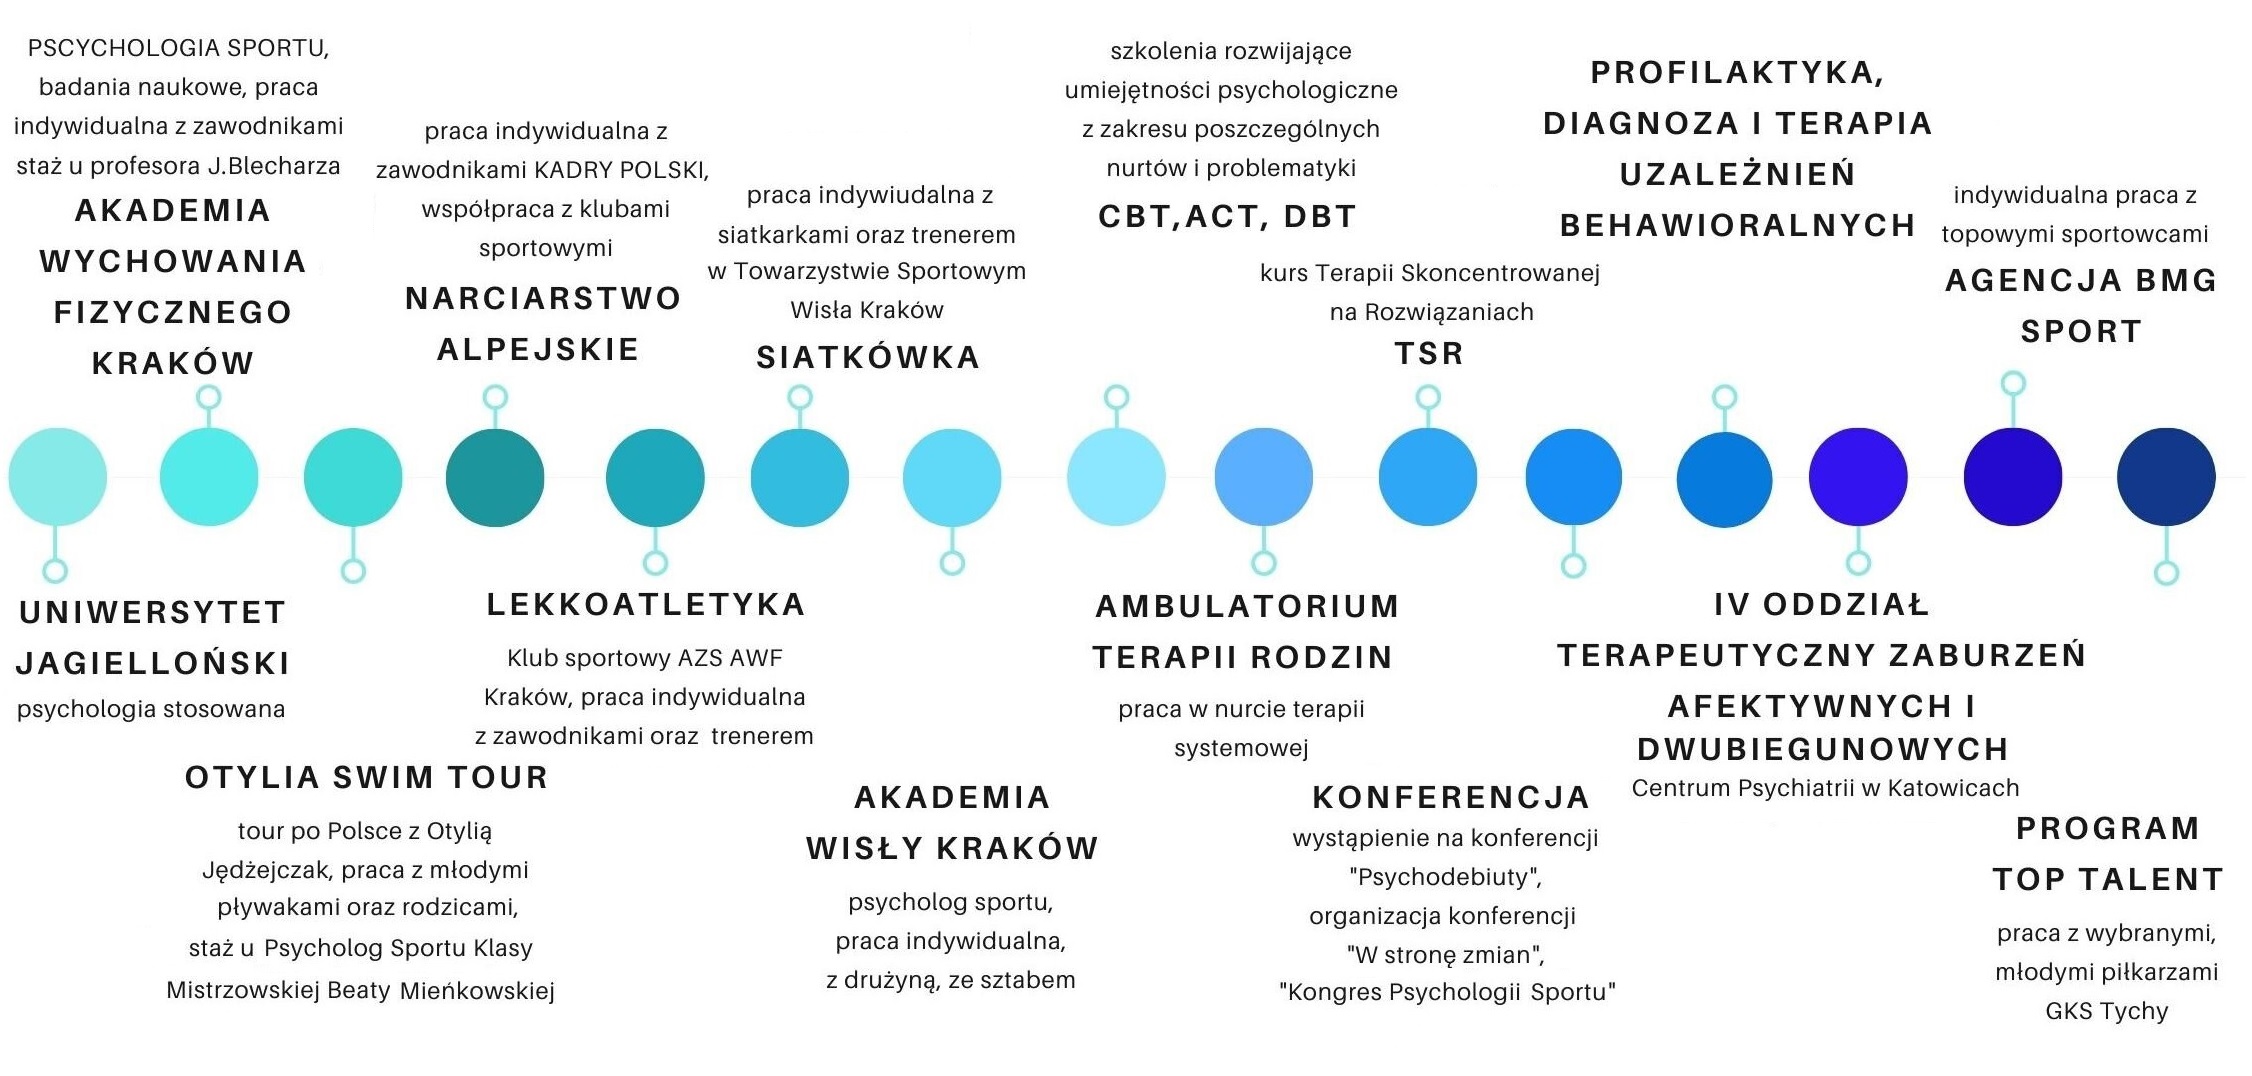 PSCYCHOLOGIA SPORTU,
badania naukowe, praca
indywidualna z zawodnikami
staż u profesora J.Blecharza
AKADEMIA
WYCHOWANIA
FIZYCZNEGO
KRAKÓW
praca indywidualna z
zawodnikami KADRY POLSKI,
współpraca z klubami
sportowymi
NARCIARSTWO
ALPEJSKIE
praca indywiudalna z
siatkarkami oraz trenerem
w Towarzystwie Sportowym
Wisła Kraków
SIATKÓWKA
szkolenia rozwijające
umiejętności psychologiczne
z zakresu poszczególnych
nurtów i problematyki
CBT,ACT, DBT
kurs Terapii Skoncentrowanej
na Rozwiązaniach
TSR
PROFILAKTYKA,
DIAGNOZA I TERAPIA
UZALEŻNIEŃ
BEHAWIORALNYCH
indywidualna praca z
topowymi sportowcami
AGENCJA BMG
SPORT
UNIWERSYTET
JAGIELLOŃSKI
psychologia stosowana
OTYLIA SWIM TOUR
tour po Polsce z Otylią
Jędżejczak, praca z młodymi
pływakami oraz rodzicami,
staż u Psycholog Sportu Klasy
Mistrzowskiej Beaty Mieńkowskiej
LEKKOATLETYKA
Klub sportowy AZS AWF
Kraków, praca indywidualna
z zawodnikami oraz trenerem
AKADEMIA
WISŁY KRAKÓW
psycholog sportu,
praca indywidualna,
z drużyną, ze sztabem
AMBULATORIUM
TERAPII RODZIN
praca w nurcie terapii
systemowej
KONFERENCJA
wystąpienie na konferencji
"Psychodebiuty",
organizacja konferencji
"W stronę zmian",
"Kongres Psychologii Sportu"
IV ODDZIAŁ
TERAPEUTYCZNY ZABURZEŃ
AFEKTYWNYCH I
DWUBIEGUNOWYCH
Centrum Psychiatrii w Katowicach
PROGRAM
TOP TALENT
praca z wybranymi,
młodymi piłkarzami
GKS Tychy